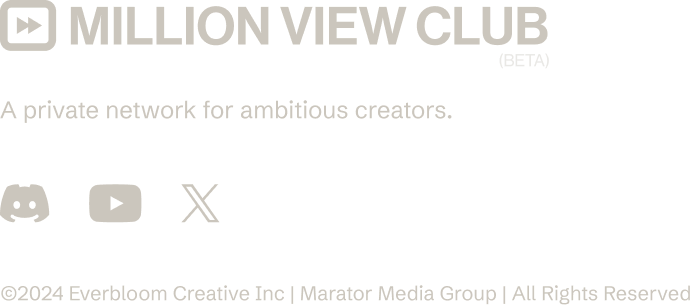 MILLION VIEW CLUB
(BETA)
A private network for ambitious creators.
©2024 Everbloom Creative Inc | Marator Media Group | All Rights Reserved